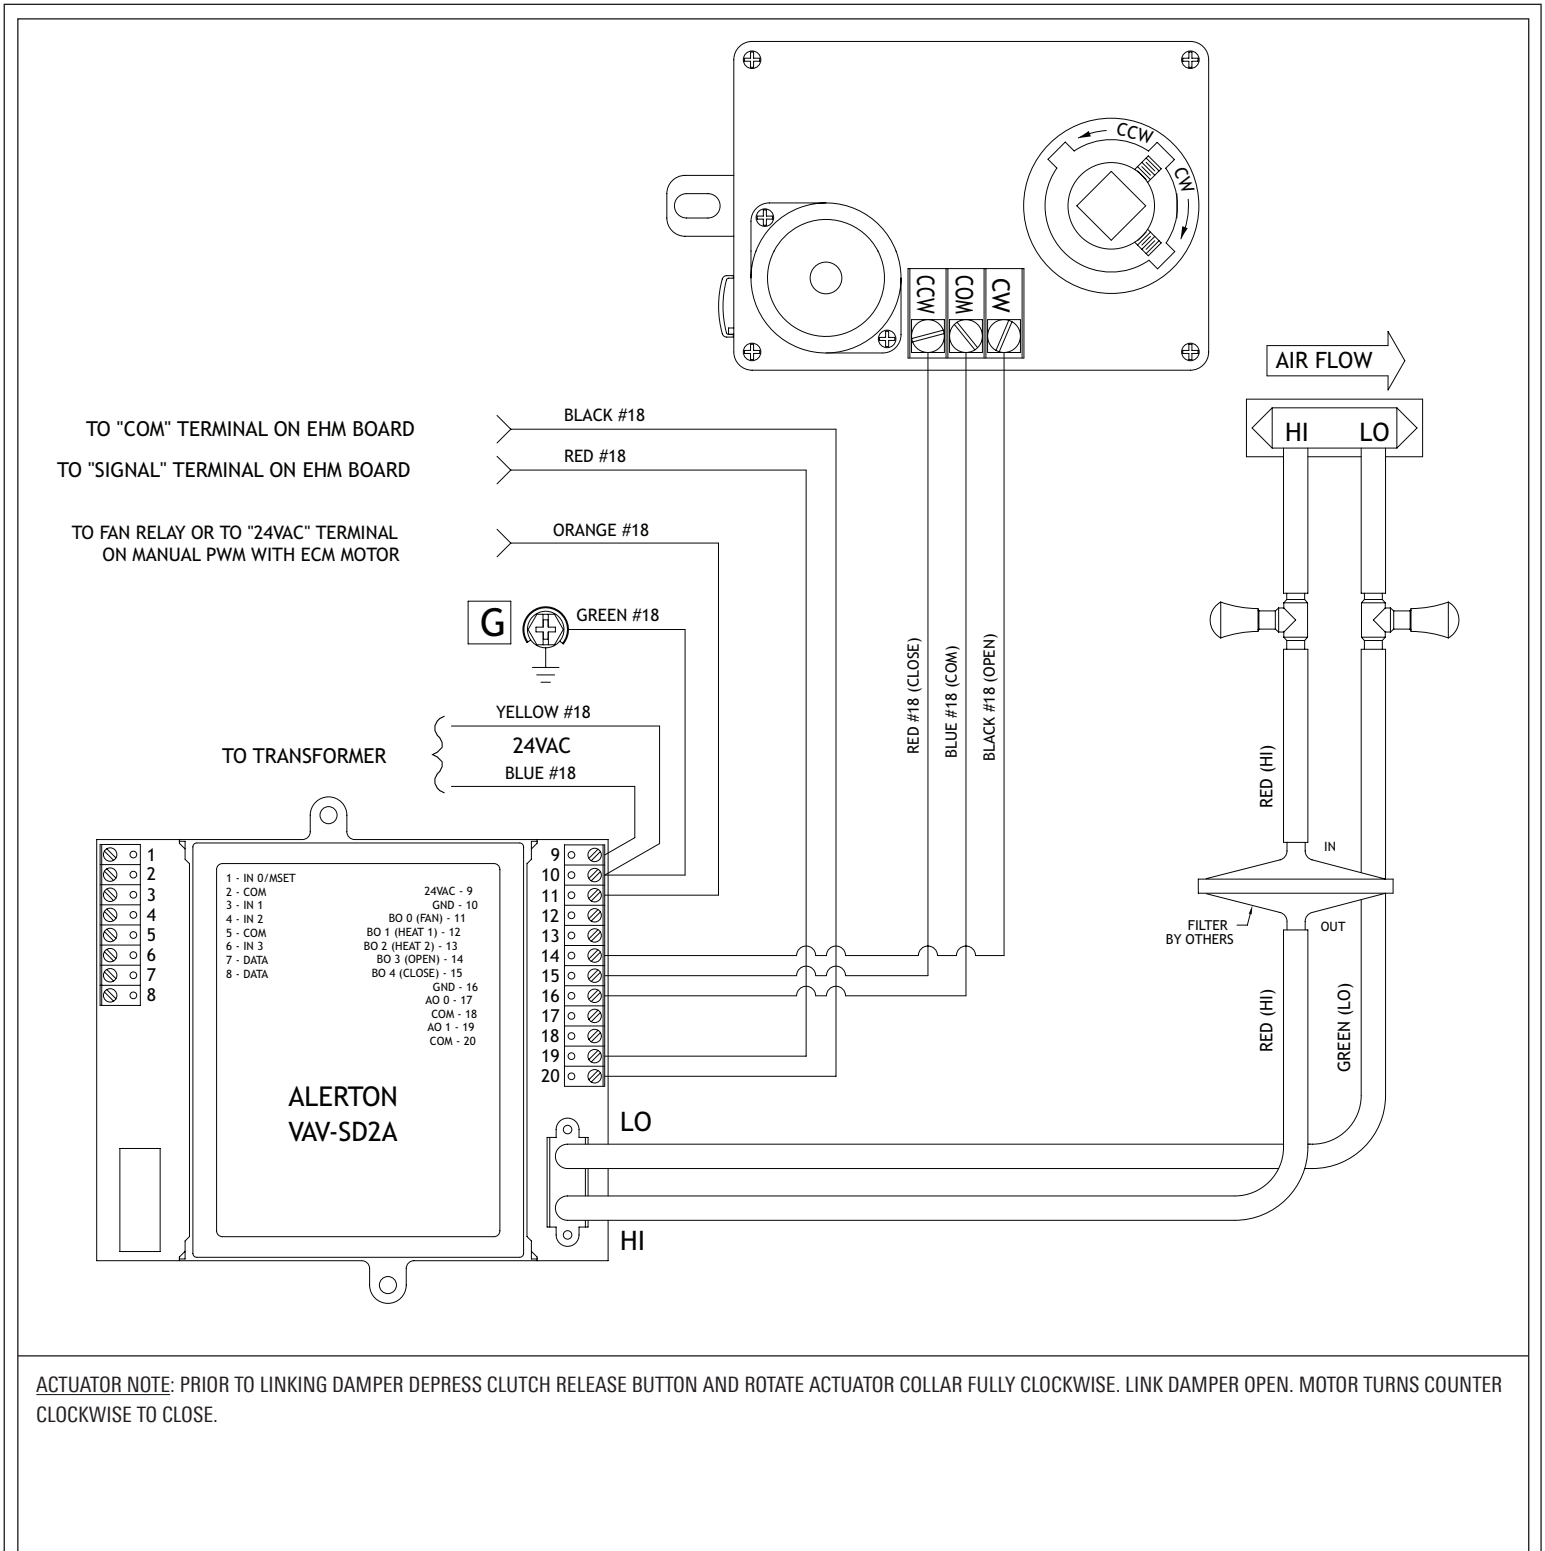 CCW
CW
CCW
COM
CW
AIR FLOW
HI LO
TO "COM" TERMINAL ON EHM BOARD
BLACK #18
TO "SIGNAL" TERMINAL ON EHM BOARD
RED #18
TO FAN RELAY OR TO "24VAC" TERMINAL
ON MANUAL PWM WITH ECM MOTOR
ORANGE #18
G
GREEN #18
YELLOW #18
24VAC
BLUE #18
TO TRANSFORMER
RED #18 (CLOSE)
BLUE #18 (COM)
BLACK #18 (OPEN)
RED (HI)
IN
FILTER
BY OTHERS
OUT
RED (HI)
GREEN (LO)
1
2
3
4
5
6
7
8
1 - IN 0/MSET
2 - COM
3 - IN 1
4 - IN 2
5 - COM
6 - IN 3
7 - DATA
8 - DATA
24VAC - 9
GND - 10
BO 0 (FAN) - 11
BO 1 (HEAT 1) - 12
BO 2 (HEAT 2) - 13
BO 3 (OPEN) - 14
BO 4 (CLOSE) - 15
GND - 16
AO 0 - 17
COM - 18
AO 1 - 19
COM - 20
9
10
11
12
13
14
15
16
17
18
19
20
ALERTON
VAV-SD2A
LO
HI
ACTUATOR NOTE: PRIOR TO LINKING DAMPER DEPRESS CLUTCH RELEASE BUTTON AND ROTATE ACTUATOR COLLAR FULLY CLOCKWISE. LINK DAMPER OPEN. MOTOR TURNS COUNTER
CLOCKWISE TO CLOSE.